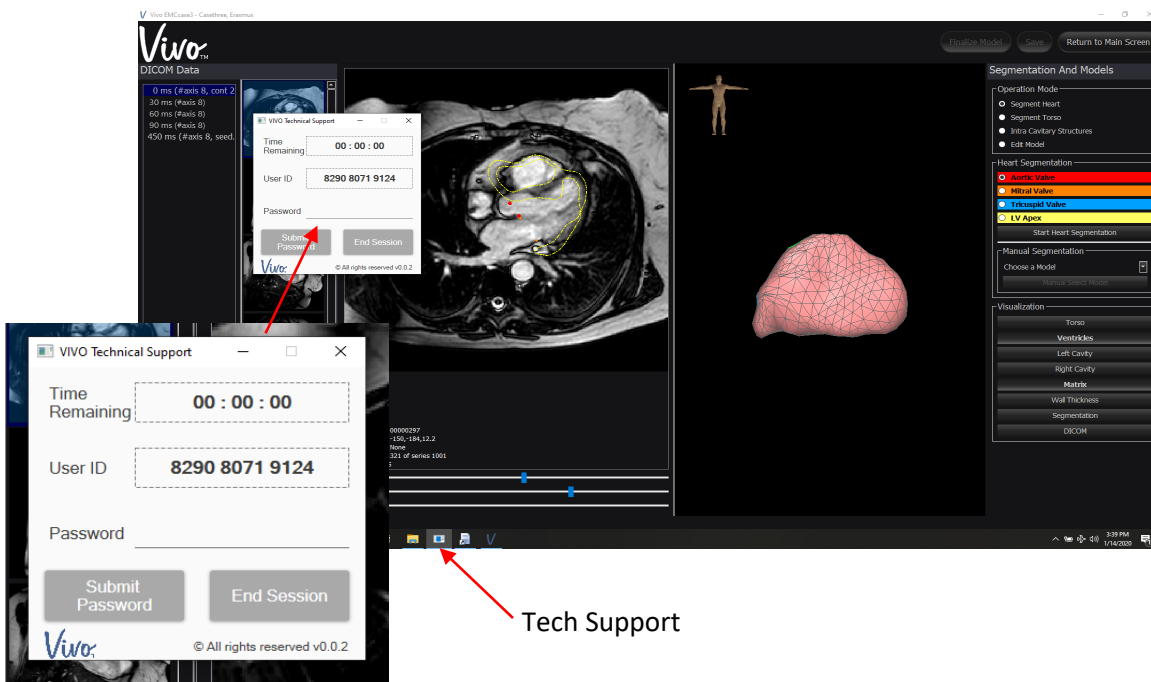 Vivo EMCcase3 - Casethree, Erasmus
Vivo TM
Finalize Model
Save
Return to Main Screen
DICOM Data
0 ms (#axis 8, cont 2
30 ms (#axis 8)
60 ms (#axis 8)
90 ms (#axis 8)
450 ms (#axis 8, seed.
VIVO Technical Support
Time
Remaining
00 : 00 : 00
User ID
8290 8071 9124
Password
Submit
Password
End Session
Vivo
© All rights reserved v0.0.2
00000297
-150,-184,12.2
None
321 of series 1001
Segmentation And Models
Operation Mode
Segment Heart
Segment Torso
Intra Cavitary Structures
Edit Model
Heart Segmentation
Aortic Valve
Mitral Valve
Tricuspid Valve
LV Apex
Start Heart Segmentation
Manual Segmentation
Choose a Model
Manual Select Model
Visualization
Torso
Ventricles
Left Cavity
Right Cavity
Matrix
Wall Thickness
Segmentation
DICOM
3:39 PM
1/14/2020
VIVO Technical Support
Time
Remaining
00 : 00 : 00
User ID
8290 8071 9124
Password
Submit
Password
End Session
Vivo
© All rights reserved v0.0.2
Tech Support